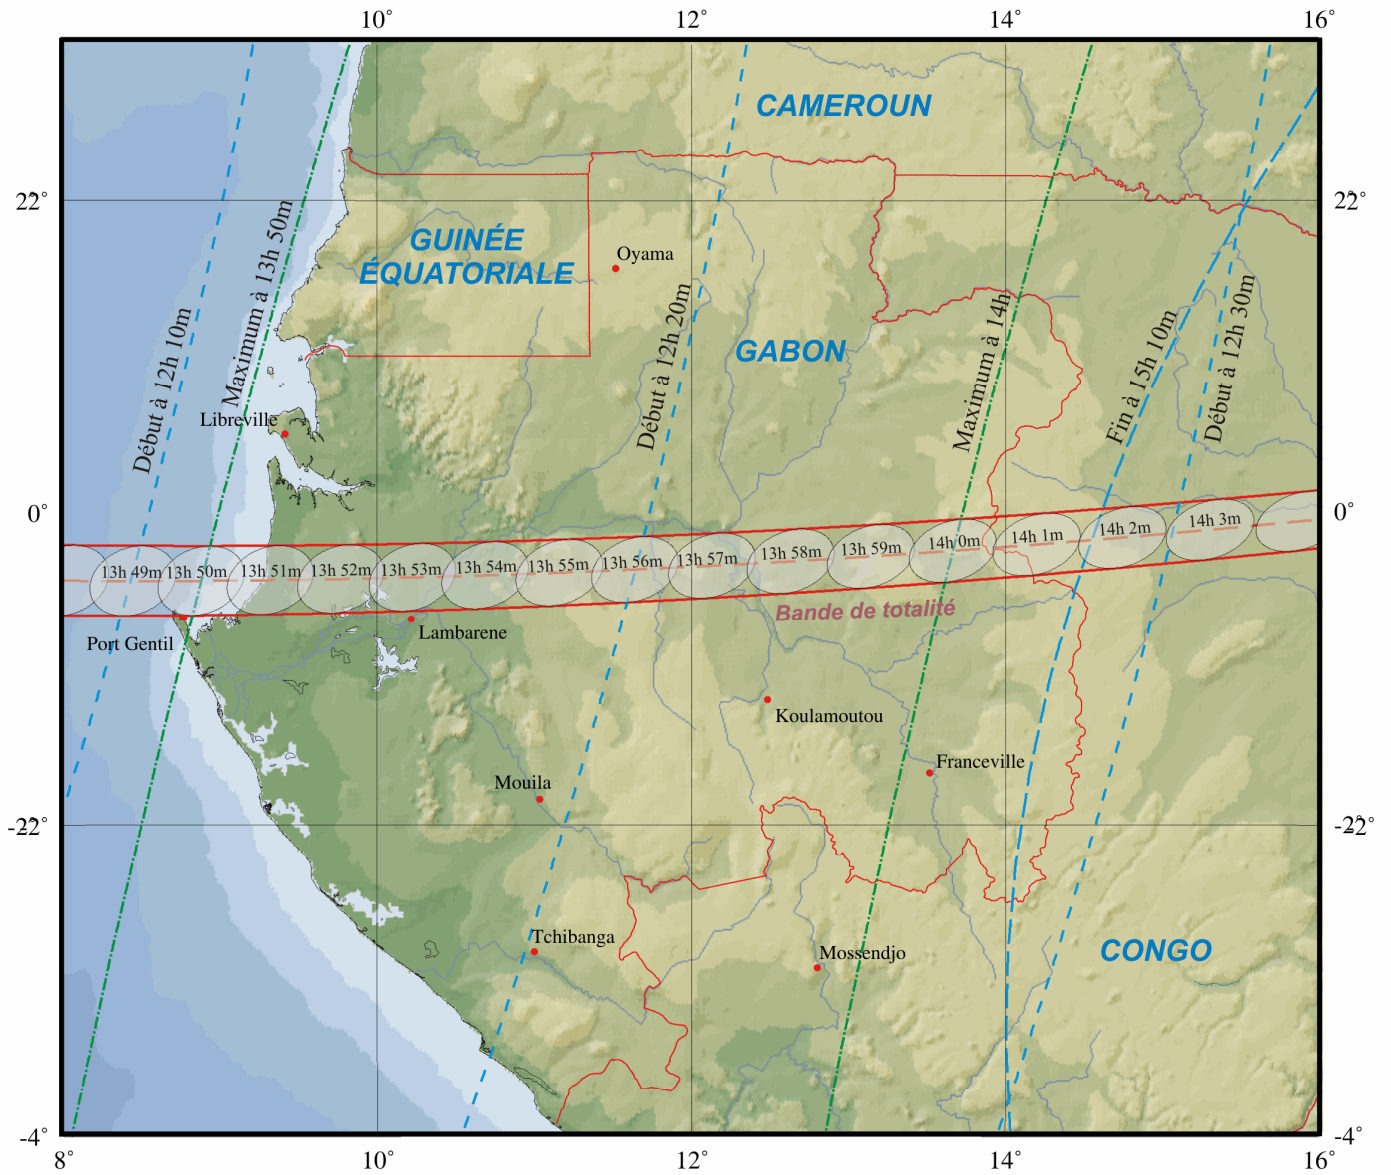 10°
12°
14°
16°
CAMEROUN
22°
22°
GUINÉE
ÉQUATORIALE
Oyama
Maximum à 13h 50m
Début à 12h 10m
Début à 12h 20m
GABON
Maximum à 14h
Fin à 15h 10m
Début à 12h 30m
Libreville
0°
0°
13h 49m
13h 50m
13h 51m
13h 52m
13h 53m
13h 54m
13h 55m
13h 56m
13h 57m
13h 58m
13h 59m
14h 0m
14h 1m
14h 2m
14h 3m
Bande de totalité
Port Gentil
Lambarene
Koulamoutou
Franceville
Mouila
-22°
-22°
Tchibanga
Mossendjo
CONGO
-4°
-4°
8°
10°
12°
14°
16°